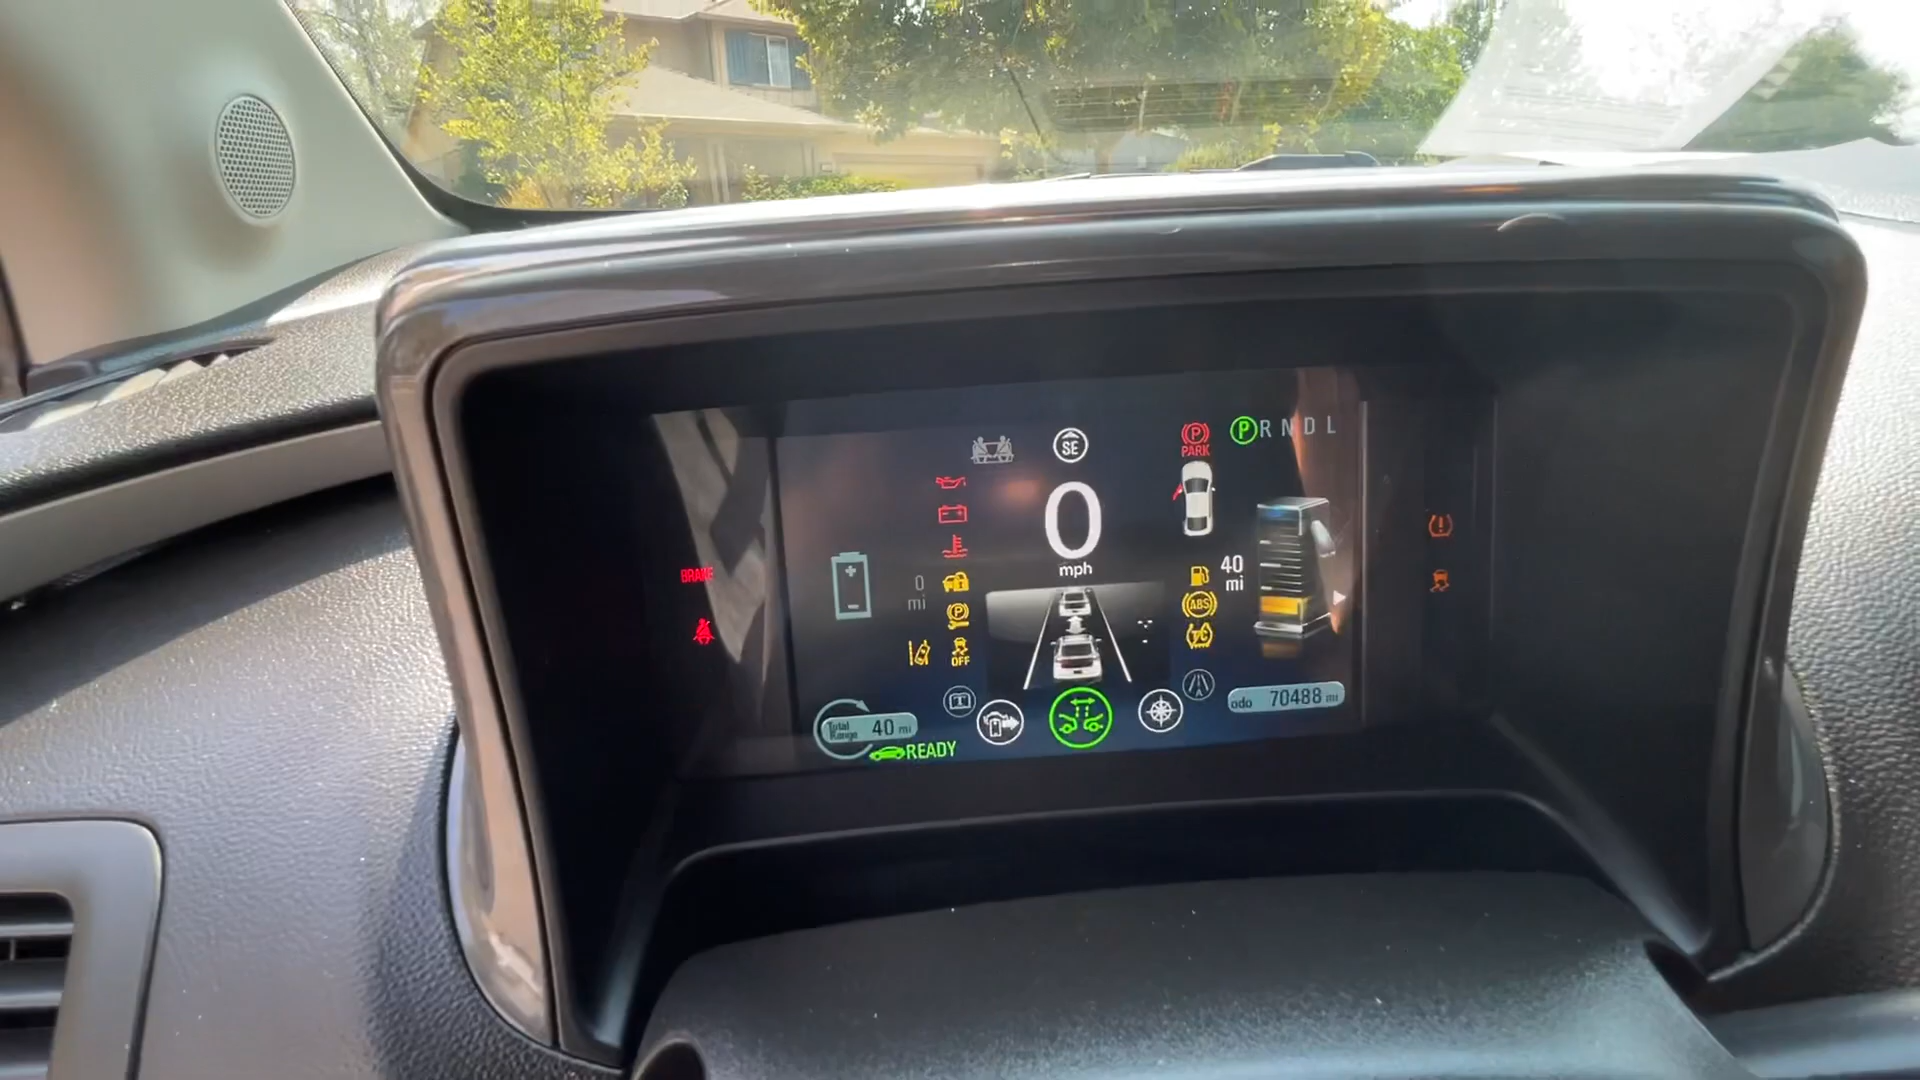 SE
P R N D L
PARK
0
mph
BRAKE
0
mi
40
mi
ABS
T/C
OFF
T
Total
Range
40 mi
READY
odo 70488 mi